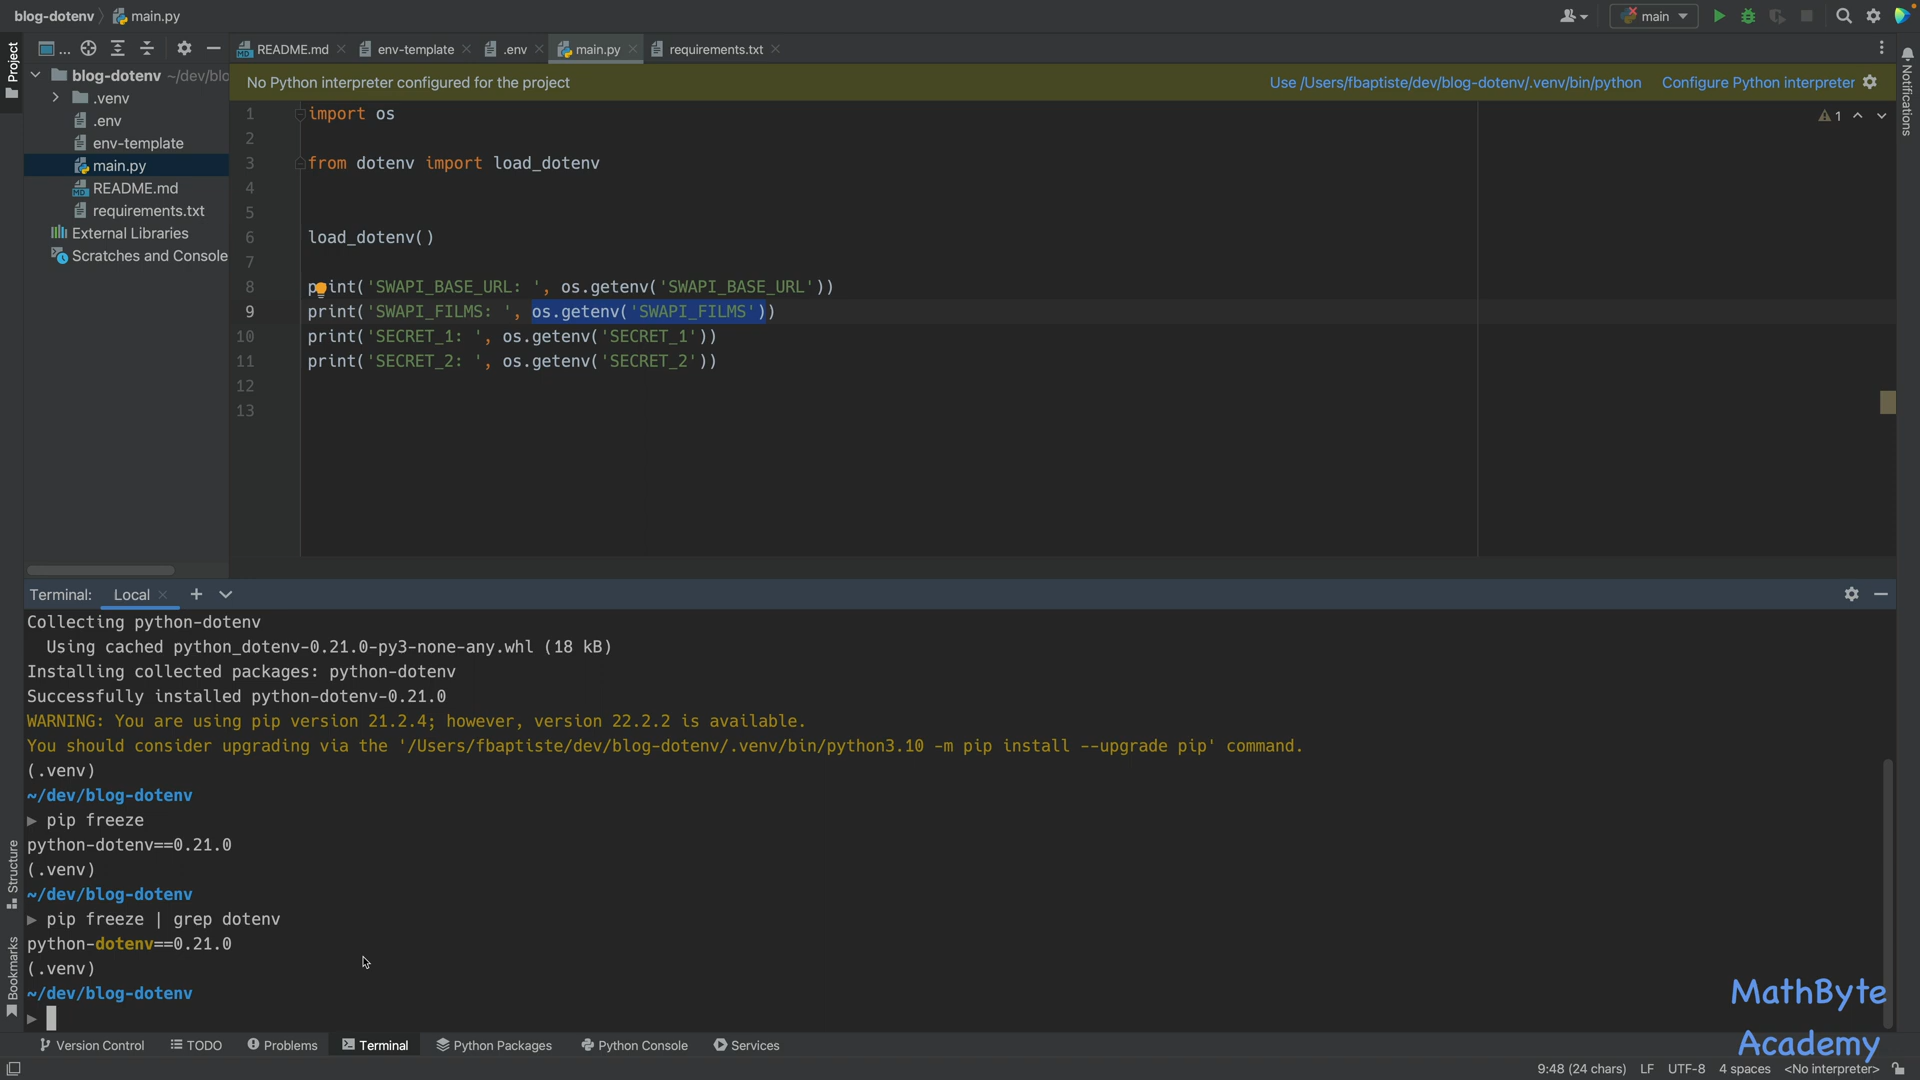 blog-dotenv
main.py
main
Project
...
README.md
env-template
.env
main.py
requirements.txt
blog-dotenv ~/dev/blo
.venv
.env
env-template
main.py
README.md
requirements.txt
External Libraries
Scratches and Console
No Python interpreter configured for the project
Use /Users/fbaptiste/dev/blog-dotenv/.venv/bin/python
Configure Python interpreter
Notifications
1
1 import os
2
3 from dotenv import load_dotenv
4
5
6 load_dotenv()
7
8 print('SWAPI_BASE_URL: ', os.getenv('SWAPI_BASE_URL'))
9 print('SWAPI_FILMS: ', os.getenv('SWAPI_FILMS'))
10 print('SECRET_1: ', os.getenv('SECRET_1'))
11 print('SECRET_2: ', os.getenv('SECRET_2'))
12
13
Terminal: Local
Collecting python-dotenv
Using cached python_dotenv-0.21.0-py3-none-any.whl (18 kB)
Installing collected packages: python-dotenv
Successfully installed python-dotenv-0.21.0
WARNING: You are using pip version 21.2.4; however, version 22.2.2 is available.
You should consider upgrading via the '/Users/fbaptiste/dev/blog-dotenv/.venv/bin/python3.10 -m pip install --upgrade pip' command.
(.venv)
~/dev/blog-dotenv
pip freeze
python-dotenv==0.21.0
(.venv)
~/dev/blog-dotenv
pip freeze | grep dotenv
python-dotenv==0.21.0
(.venv)
~/dev/blog-dotenv
Structure
Bookmarks
MathByte
Academy
Version Control
TODO
Problems
Terminal
Python Packages
Python Console
Services
9:48 (24 chars)
LF
UTF-8
4 spaces
<No interpreter>